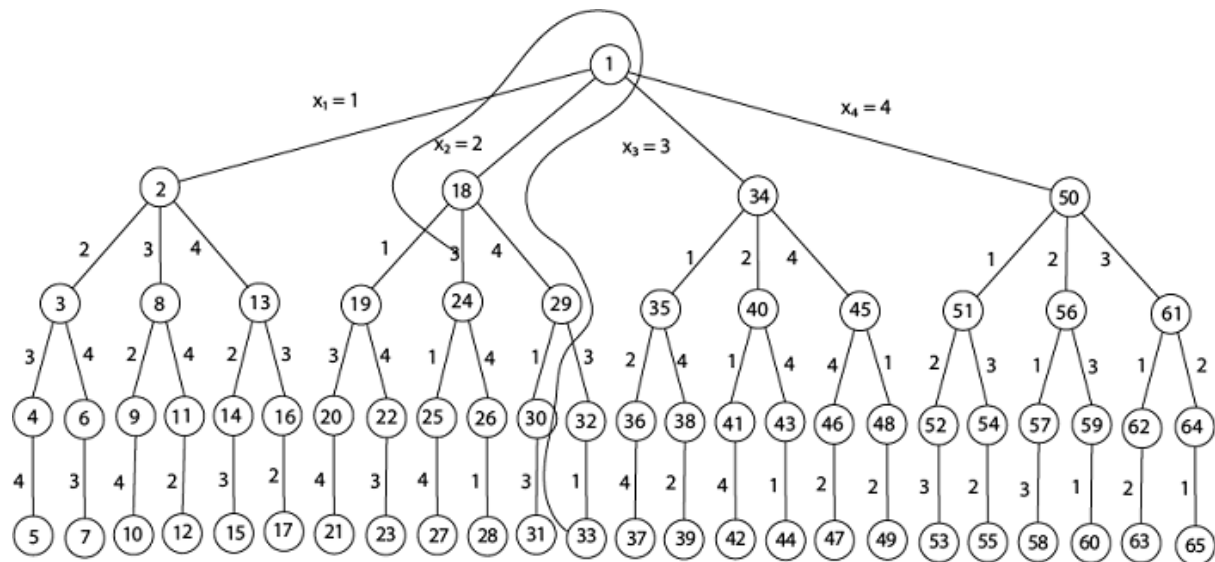 1
x₁ = 1
x₂ = 2
x₃ = 3
x₄ = 4
2 18 34 50
2 3 4 1 3 4 1 2 4 1 2 3
3 8 13 19 24 29 35 40 45 51 56 61
3 4 2 4 2 3 3 4 1 4 1 3 2 4 1 4 4 1 2 3 1 3 1 2
4 6 9 11 14 16 20 22 25 26 30 32 36 38 41 43 46 48 52 54 57 59 62 64
4 3 4 2 3 2 4 3 4 1 3 1 4 2 4 1 2 2 3 2 3 1 2 1
5 7 10 12 15 17 21 23 27 28 31 33 37 39 42 44 47 49 53 55 58 60 63 65